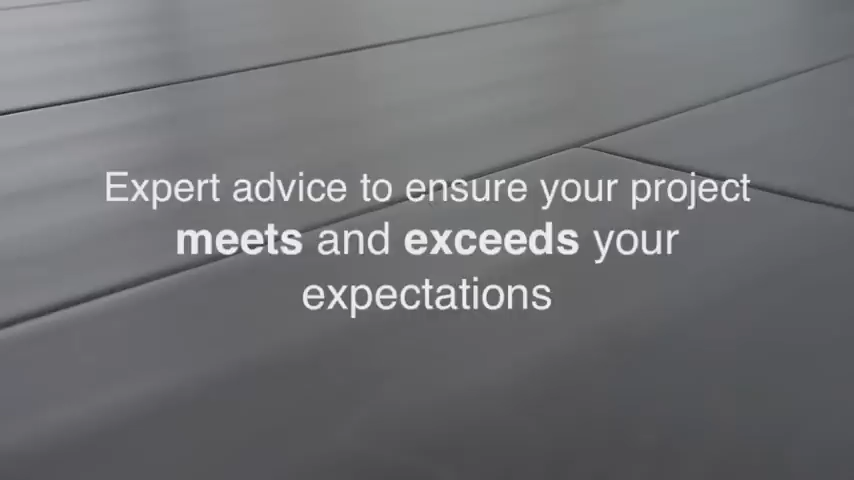 Expert advice to ensure your project
meets and exceeds your
expectations